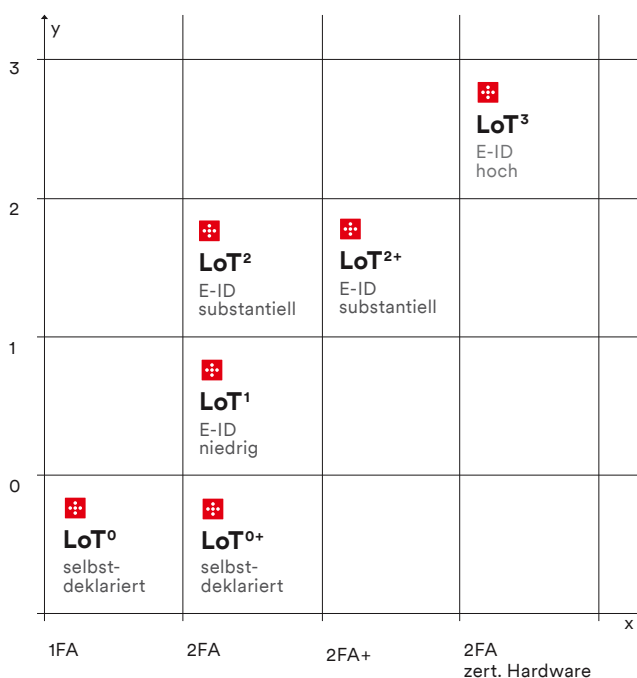 y
3
LoT³
E-ID
hoch
2
LoT²
E-ID
substantiell
LoT²⁺
E-ID
substantiell
1
LoT¹
E-ID
niedrig
0
LoT⁰
selbst-
deklariert
LoT⁰⁺
selbst-
deklariert
x
1FA
2FA
2FA+
2FA
zert. Hardware